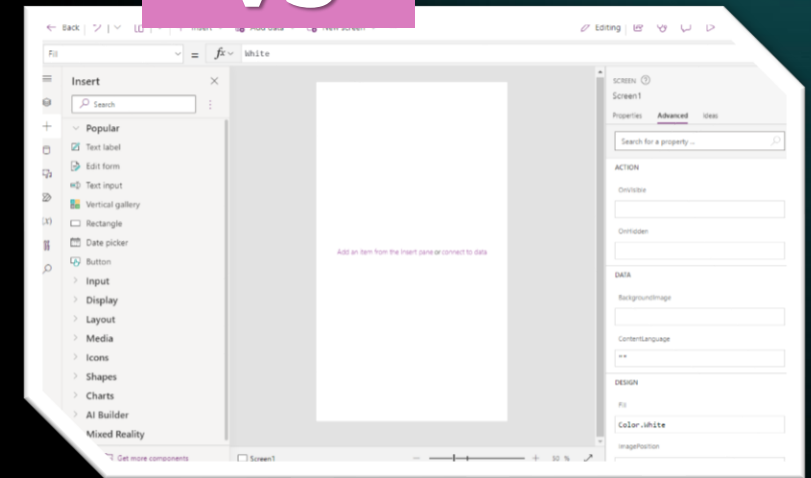 VS
Back Insert Add data New screen Editing
Fill = fx White
Insert
Search
Popular
Text label
Edit form
Text input
Vertical gallery
Rectangle
Date picker
Button
Input
Display
Layout
Media
Icons
Shapes
Charts
AI Builder
Mixed Reality
Get more components
Add an item from the Insert pane or connect to data
Screen1 30 %
SCREEN
Screen1
Properties Advanced Ideas
Search for a property ...
ACTION
OnVisible
OnHidden
DATA
BackgroundImage
ContentLanguage
""
DESIGN
Fill
Color.White
ImagePosition